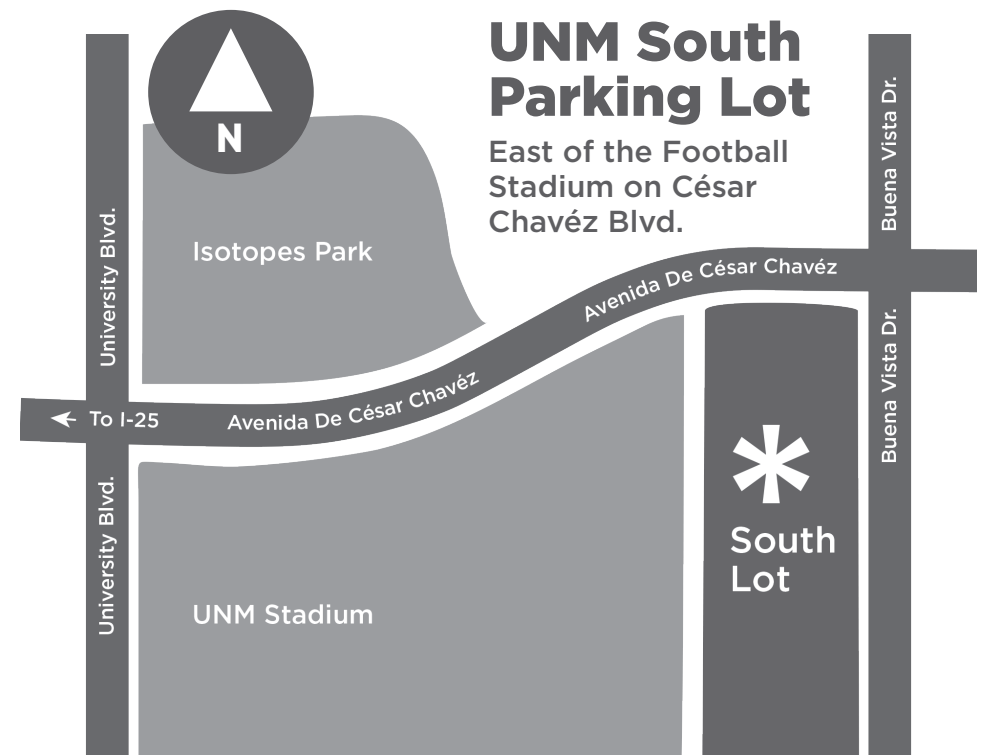 UNM South
Parking Lot
East of the Football
Stadium on César
Chavéz Blvd.
N
Isotopes Park
University Blvd.
Buena Vista Dr.
Avenida De César Chavéz
Avenida De César Chavéz
To I-25
Buena Vista Dr.
University Blvd.
South
Lot
UNM Stadium